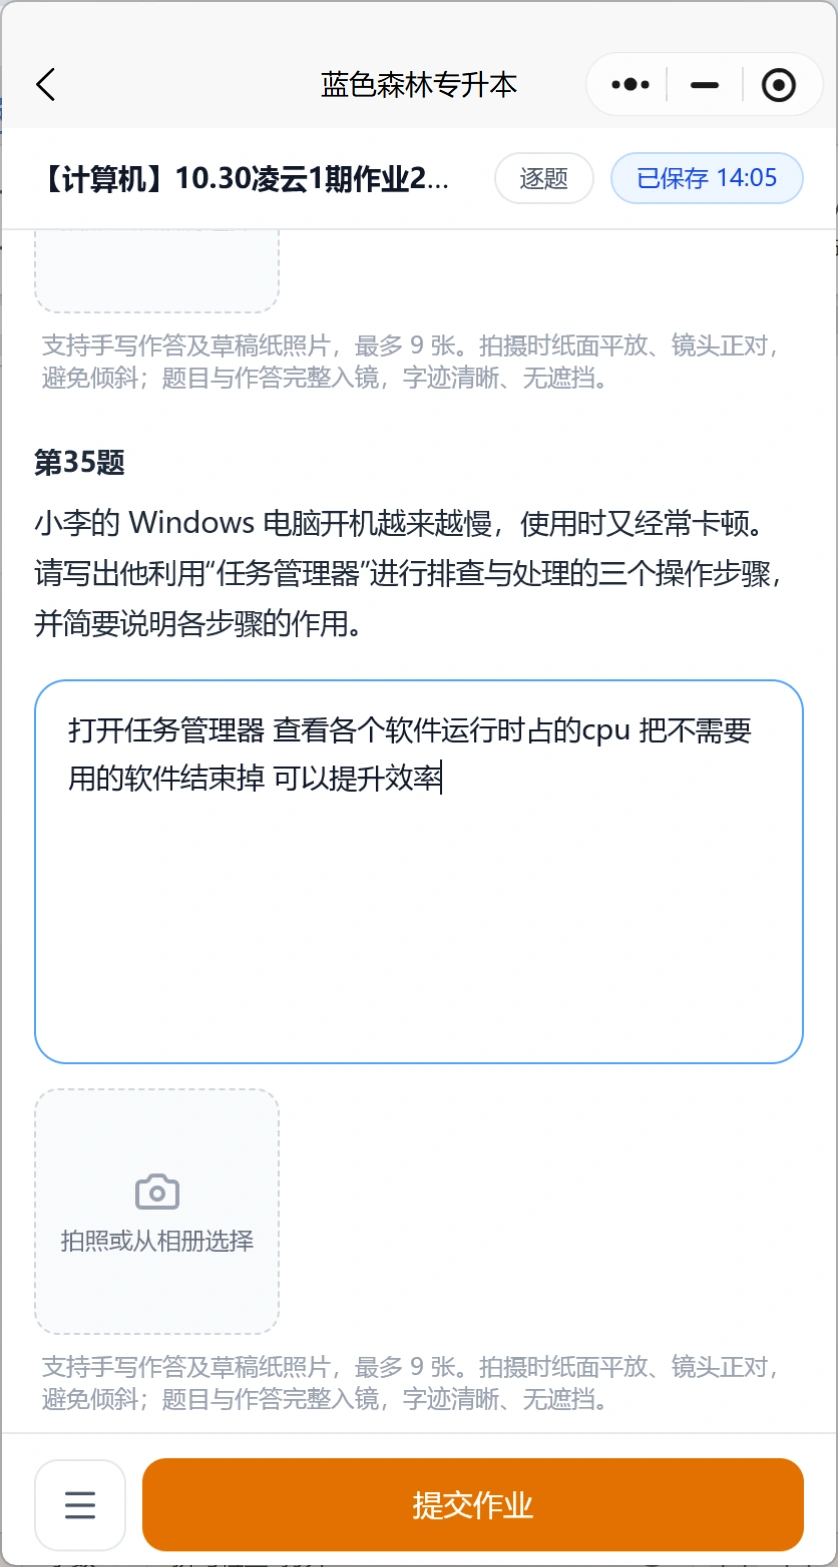 蓝色森林专升本
【计算机】10.30凌云1期作业2...
逐题
已保存 14:05
支持手写作答及草稿纸照片，最多 9 张。拍摄时纸面平放、镜头正对，
避免倾斜；题目与作答完整入镜，字迹清晰、无遮挡。
第35题
小李的 Windows 电脑开机越来越慢，使用时又经常卡顿。
请写出他利用“任务管理器”进行排查与处理的三个操作步骤，
并简要说明各步骤的作用。
打开任务管理器 查看各个软件运行时占的cpu 把不需要
用的软件结束掉 可以提升效率
拍照或从相册选择
支持手写作答及草稿纸照片，最多 9 张。拍摄时纸面平放、镜头正对，
避免倾斜；题目与作答完整入镜，字迹清晰、无遮挡。
提交作业